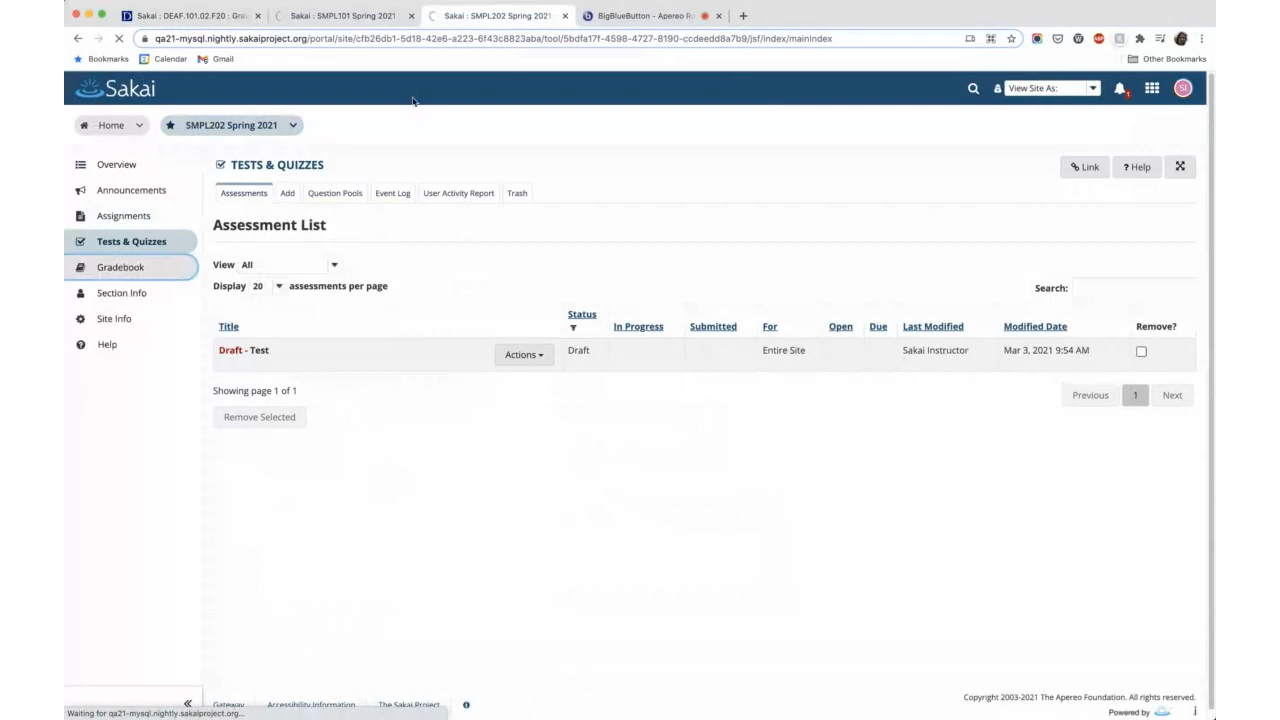 Sakai : DEAF.101.02.F20 : Gra
Sakai : SMPL101 Spring 2021
Sakai : SMPL202 Spring 2021
BigBlueButton - Apereo R
qa21-mysql.nightly.sakaiproject.org/portal/site/cfb26db1-5d18-42e6-a223-6f43c8823aba/tool/5bdfa17f-4598-4727-8190-ccdeedd8a7b9/jsf/index/mainIndex
Bookmarks
Calendar
Gmail
Other Bookmarks
Sakai
View Site As:
1
SI
Home
SMPL202 Spring 2021
Overview
Announcements
Assignments
Tests & Quizzes
Gradebook
Section Info
Site Info
Help
TESTS & QUIZZES
Link
? Help
Assessments
Add
Question Pools
Event Log
User Activity Report
Trash
Assessment List
View All
Display 20 assessments per page
Search:
Title
Status
In Progress
Submitted
For
Open
Due
Last Modified
Modified Date
Remove?
Draft - Test
Actions
Draft
Entire Site
Sakai Instructor
Mar 3, 2021 9:54 AM
Showing page 1 of 1
Previous
1
Next
Remove Selected
Gateway
Accessibility Information
The Sakai Project
Copyright 2003-2021 The Apereo Foundation. All rights reserved.
Powered by
Waiting for qa21-mysql.nightly.sakaiproject.org...